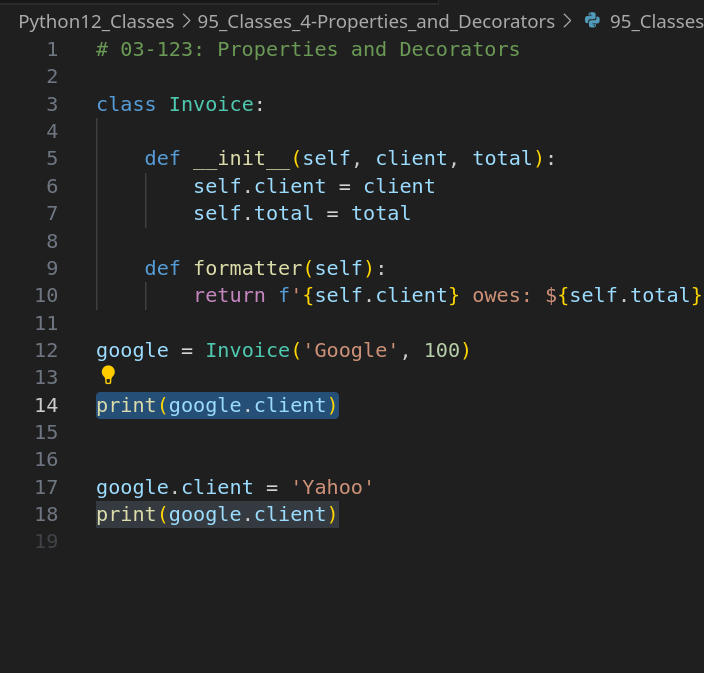 Python12_Classes > 95_Classes_4-Properties_and_Decorators > 95_Classes
1 # 03-123: Properties and Decorators
2
3 class Invoice:
4
5 def __init__(self, client, total):
6 self.client = client
7 self.total = total
8
9 def formatter(self):
10 return f'{self.client} owes: ${self.total}
11
12 google = Invoice('Google', 100)
13
14 print(google.client)
15
16
17 google.client = 'Yahoo'
18 print(google.client)
19